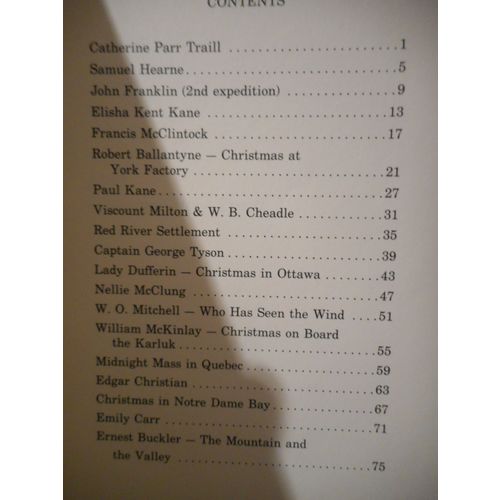 CONTENTS
Catherine Parr Traill ........................ 1
Samuel Hearne ............................. 5
John Franklin (2nd expedition) ............... 9
Elisha Kent Kane .......................... 13
Francis McClintock ......................... 17
Robert Ballantyne — Christmas at
York Factory .......................... 21
Paul Kane ................................. 27
Viscount Milton & W. B. Cheadle ............ 31
Red River Settlement ....................... 35
Captain George Tyson ...................... 39
Lady Dufferin — Christmas in Ottawa ........ 43
Nellie McClung ............................ 47
W. O. Mitchell — Who Has Seen the Wind .... 51
William McKinlay — Christmas on Board
the Karluk ............................ 55
Midnight Mass in Quebec ................... 59
Edgar Christian ........................... 63
Christmas in Notre Dame Bay ............... 67
Emily Carr ................................ 71
Ernest Buckler — The Mountain and
the Valley ............................ 75